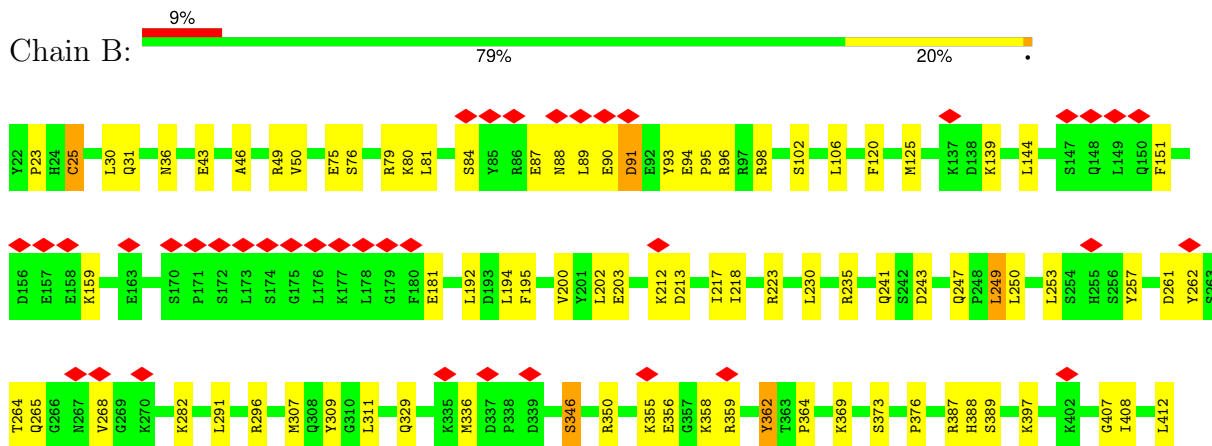 9%
Chain B:
79% 20% •
Y22 P23 H24 C25 L30 Q31 N36 E43 A46 R49 V50 E75 S76 R79 K80 L81 S84 Y85 R86 E87 N88 L89 E90 D91 E92 Y93 E94 P95 R96 R97 R98 S102 L106 F120 M125 K137 D138 K139 L144 S147 Q148 L149 Q150 F151
D156 E157 E158 K159 E163 S170 P171 S172 L173 S174 G175 L176 K177 L178 G179 F180 E181 L192 D193 L194 F195 V200 Y201 L202 E203 K212 D213 I217 I218 R223 L230 R235 Q241 S242 D243 Q247 P248 L249 L250 L253 S254 H255 S256 Y257 D261 Y262 S263
T264 Q265 G266 N267 V268 G269 K270 K282 L291 R296 M307 Q308 Y309 G310 L311 Q329 K335 M336 D337 P338 D339 S346 R350 K355 E356 G357 K358 R359 Y362 T363 P364 K369 S373 P376 R387 H388 S389 K397 K402 G407 I408 L412